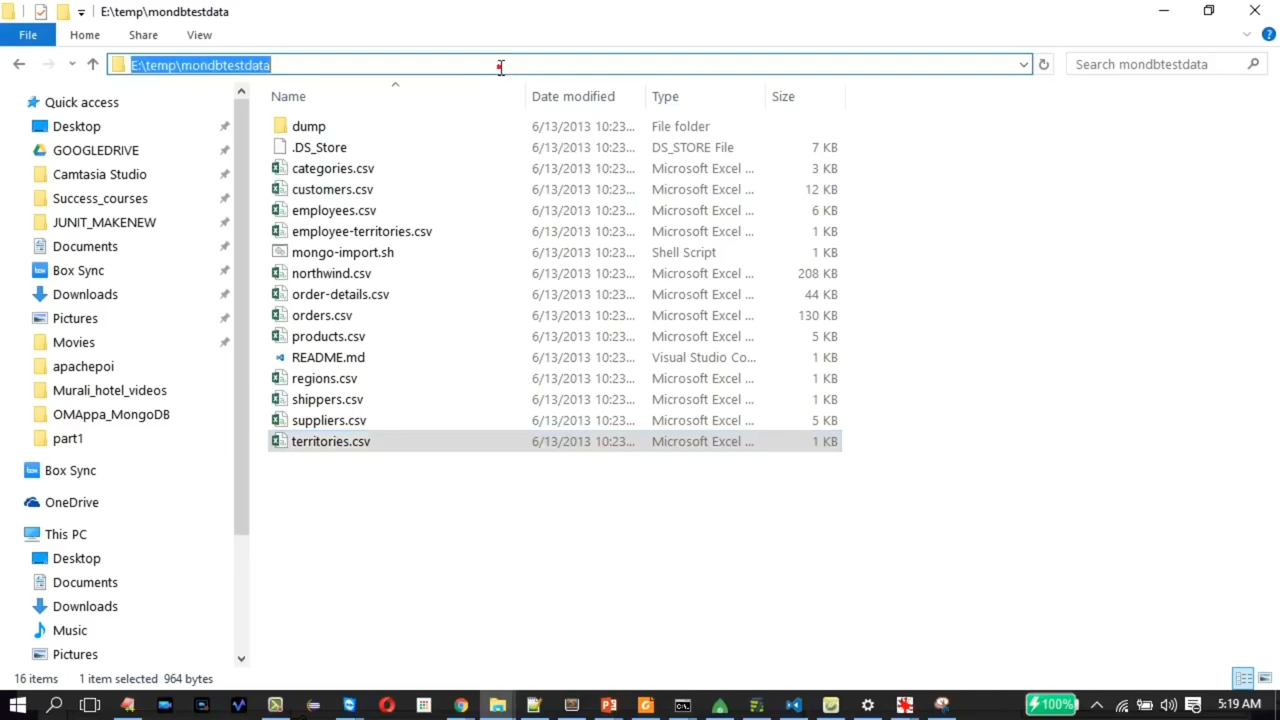 E:\temp\mondbtestdata
File Home Share View
E:\temp\mondbtestdata Search mondbtestdata
Name Date modified Type Size
Quick access
Desktop
GOOGLEDRIVE
Camtasia Studio
Success_courses
JUNIT_MAKENEW
Documents
Box Sync
Downloads
Pictures
Movies
apachepoi
Murali_hotel_videos
OMAppa_MongoDB
part1
Box Sync
OneDrive
This PC
Desktop
Documents
Downloads
Music
Pictures
dump 6/13/2013 10:23... File folder
.DS_Store 6/13/2013 10:23... DS_STORE File 7 KB
categories.csv 6/13/2013 10:23... Microsoft Excel ... 3 KB
customers.csv 6/13/2013 10:23... Microsoft Excel ... 12 KB
employees.csv 6/13/2013 10:23... Microsoft Excel ... 6 KB
employee-territories.csv 6/13/2013 10:23... Microsoft Excel ... 1 KB
mongo-import.sh 6/13/2013 10:23... Shell Script 1 KB
northwind.csv 6/13/2013 10:23... Microsoft Excel ... 208 KB
order-details.csv 6/13/2013 10:23... Microsoft Excel ... 44 KB
orders.csv 6/13/2013 10:23... Microsoft Excel ... 130 KB
products.csv 6/13/2013 10:23... Microsoft Excel ... 5 KB
README.md 6/13/2013 10:23... Visual Studio Co... 1 KB
regions.csv 6/13/2013 10:23... Microsoft Excel ... 1 KB
shippers.csv 6/13/2013 10:23... Microsoft Excel ... 1 KB
suppliers.csv 6/13/2013 10:23... Microsoft Excel ... 5 KB
territories.csv 6/13/2013 10:23... Microsoft Excel ... 1 KB
16 items 1 item selected 964 bytes
100% 5:19 AM